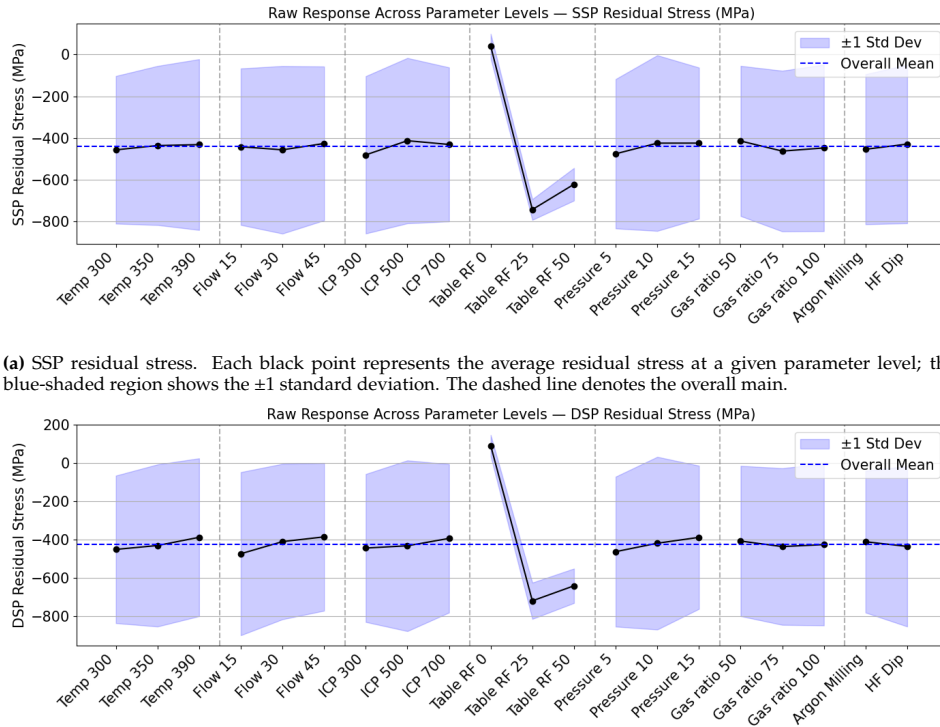 Raw Response Across Parameter Levels — SSP Residual Stress (MPa)
SSP Residual Stress (MPa)
0
−200
−400
−600
−800
±1 Std Dev
Overall Mean
Temp 300
Temp 350
Temp 390
Flow 15
Flow 30
Flow 45
ICP 300
ICP 500
ICP 700
Table RF 0
Table RF 25
Table RF 50
Pressure 5
Pressure 10
Pressure 15
Gas ratio 50
Gas ratio 75
Gas ratio 100
Argon Milling
HF Dip
(a) SSP residual stress. Each black point represents the average residual stress at a given parameter level; th
blue-shaded region shows the ±1 standard deviation. The dashed line denotes the overall main.
Raw Response Across Parameter Levels — DSP Residual Stress (MPa)
DSP Residual Stress (MPa)
200
0
−200
−400
−600
−800
±1 Std Dev
Overall Mean
Temp 300
Temp 350
Temp 390
Flow 15
Flow 30
Flow 45
ICP 300
ICP 500
ICP 700
Table RF 0
Table RF 25
Table RF 50
Pressure 5
Pressure 10
Pressure 15
Gas ratio 50
Gas ratio 75
Gas ratio 100
Argon Milling
HF Dip